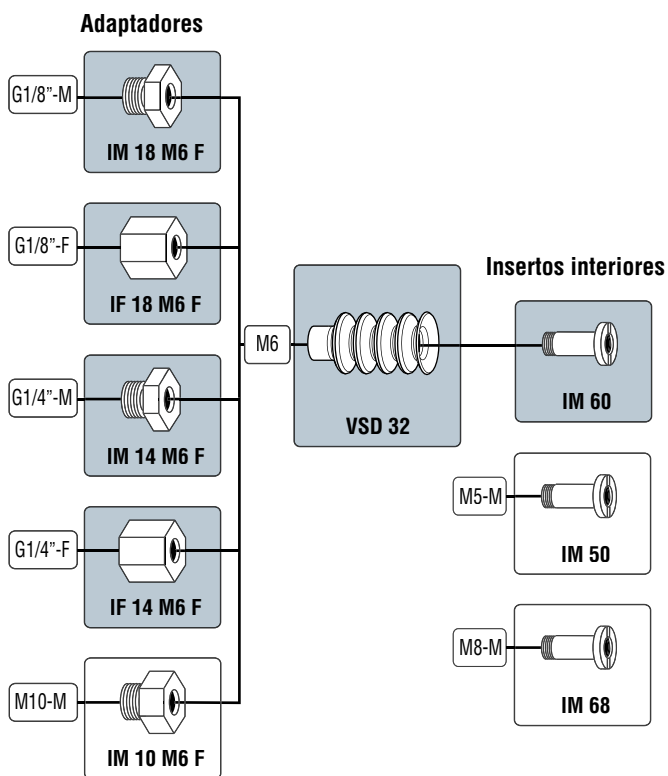 Adaptadores
G1/8”-M
IM 18 M6 F
G1/8”-F
IF 18 M6 F
G1/4”-M
IM 14 M6 F
G1/4”-F
IF 14 M6 F
M10-M
IM 10 M6 F
M6
VSD 32
Insertos interiores
IM 60
M5-M
IM 50
M8-M
IM 68